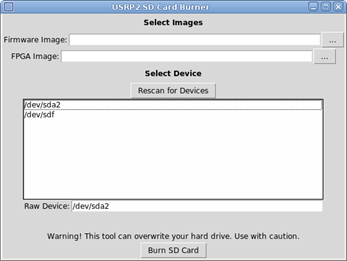 USRP2 SD Card Burner
Select Images
Firmware Image: ...
FPGA Image: ...
Select Device
Rescan for Devices
/dev/sda2
/dev/sdf
Raw Device: /dev/sda2
Warning! This tool can overwrite your hard drive. Use with caution.
Burn SD Card